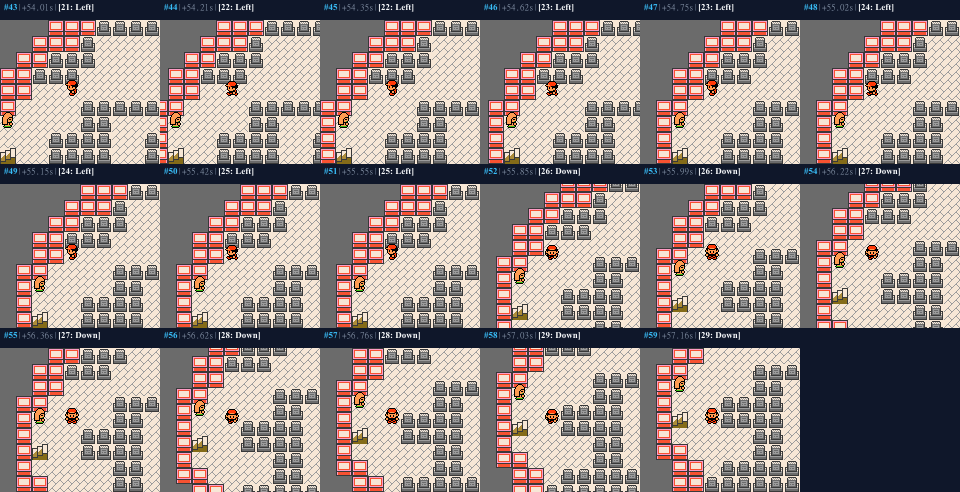 #43|+54.01s|[21: Left]
#44|+54.21s|[22: Left]
#45|+54.35s|[22: Left]
#46|+54.62s|[23: Left]
#47|+54.75s|[23: Left]
#48|+55.02s|[24: Left]
#49|+55.15s|[24: Left]
#50|+55.42s|[25: Left]
#51|+55.55s|[25: Left]
#52|+55.85s|[26: Down]
#53|+55.99s|[26: Down]
#54|+56.22s|[27: Down]
#55|+56.36s|[27: Down]
#56|+56.62s|[28: Down]
#57|+56.76s|[28: Down]
#58|+57.03s|[29: Down]
#59|+57.16s|[29: Down]